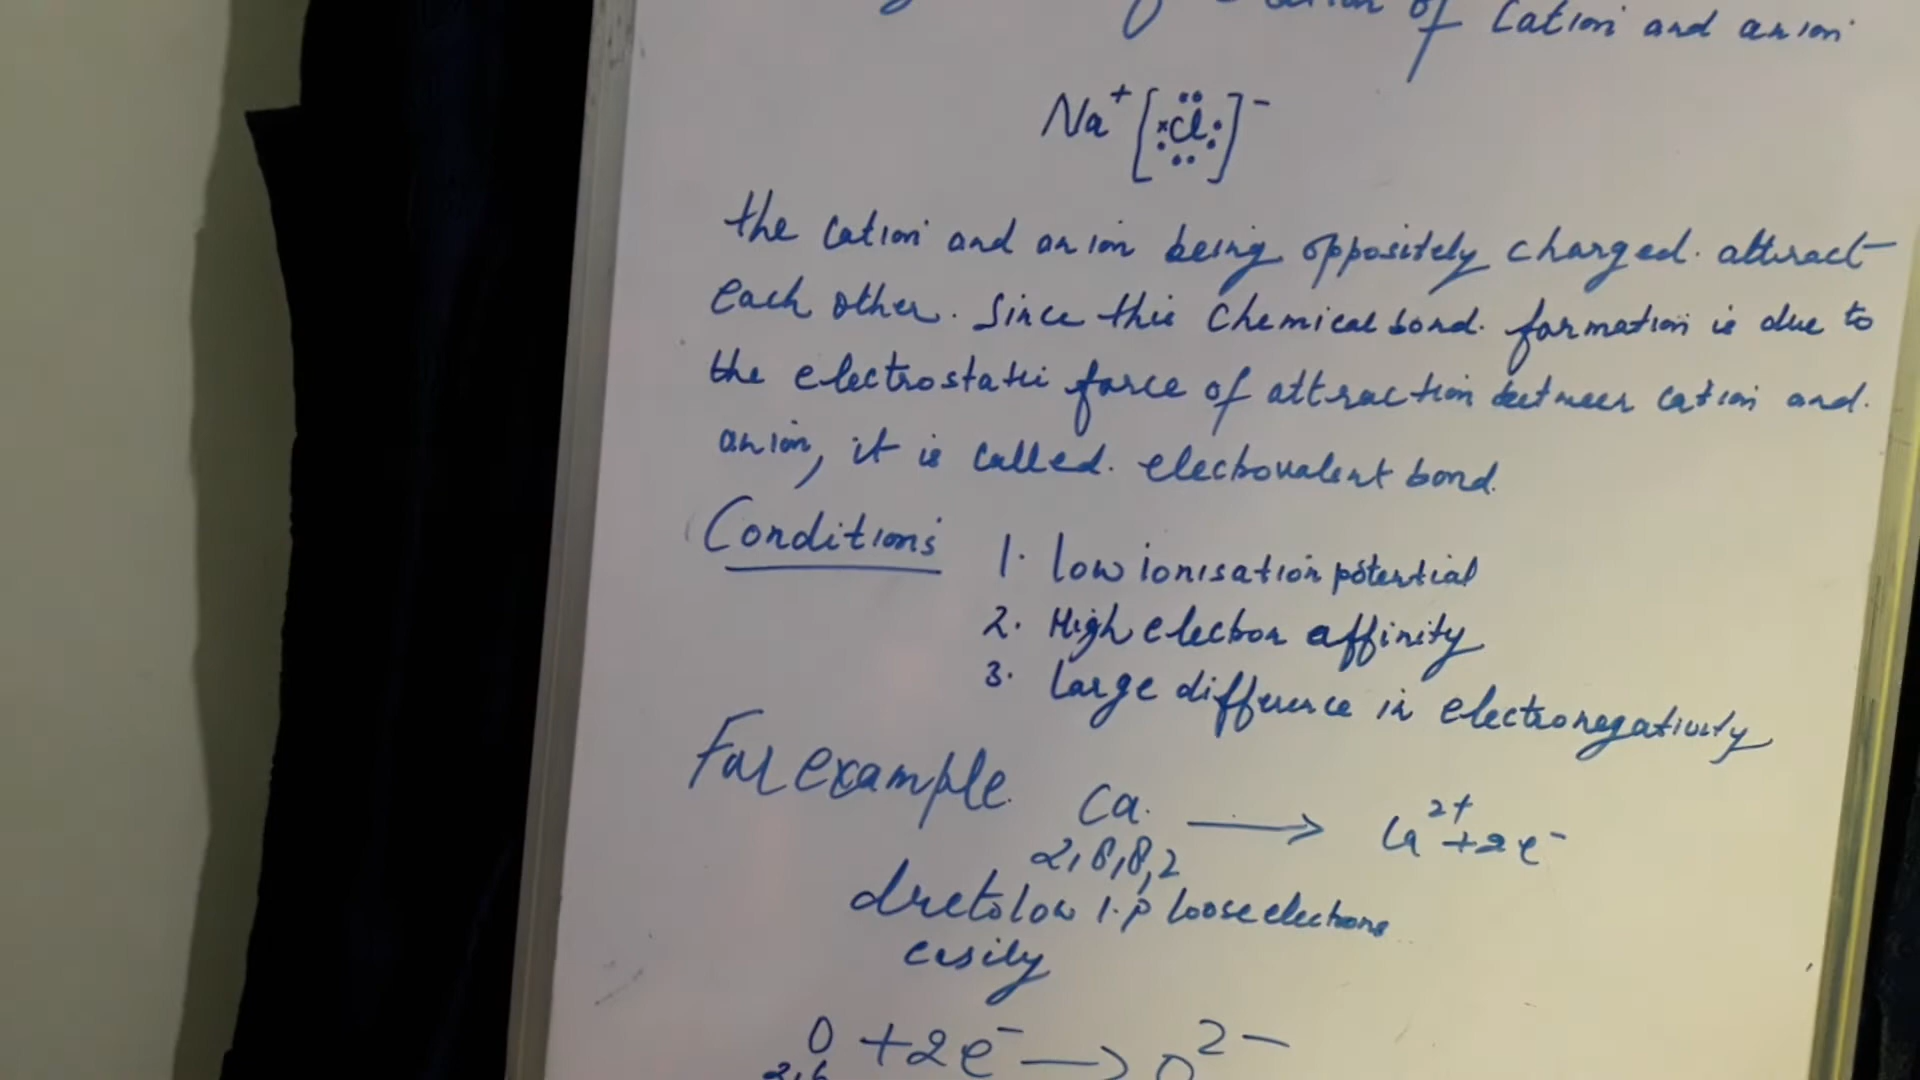 of Cation and anion
Na⁺ [Cl]⁻
the cation and anion being oppositely charged. attract
each other. Since this Chemical bond. formation is due to
the electrostatic force of attraction between cation and.
anion, it is called. electrovalent bond.
Conditions 1. low ionisation potential
2. High electron affinity
3. Large difference in electronegativity
For example. Ca. → Ca²⁺ + 2e⁻
2,8,8,2
due to low I.P loose electrons
easily
O + 2e⁻ → O²⁻
2,6